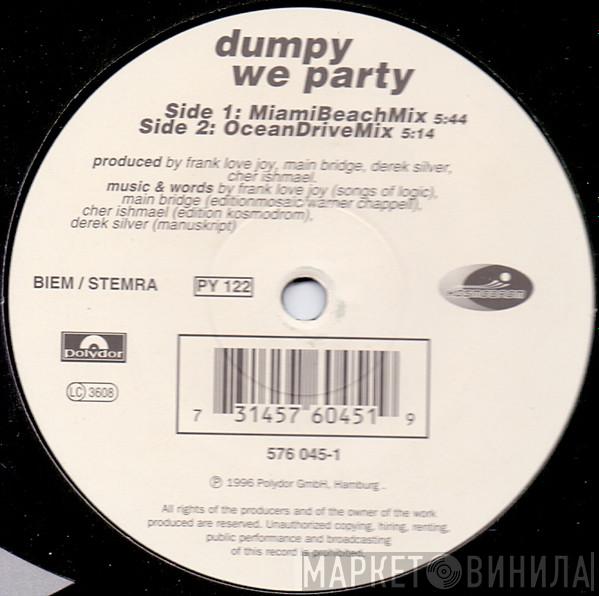 dumpy
we party
Side 1: MiamiBeachMix 5:44
Side 2: OceanDriveMix 5:14
produced by frank love joy, main bridge, derek silver,
cher ishmael.
music & words by frank love joy (songs of logic),
main bridge (editionmosaic/warner chappell),
cher ishmael (edition kosmodrom),
derek silver (manuskript)
BIEM / STEMRA
PY 122
polydor
LC 3608
7 31457 60451 9
576 045-1
℗ 1996 Polydor GmbH, Hamburg .
All rights of the producers and of the owner of the work
produced are reserved. Unauthorized copying, hiring, renting,
public performance and broadcasting
of this record is prohibited.
МАРКЕТ ВИНИЛА